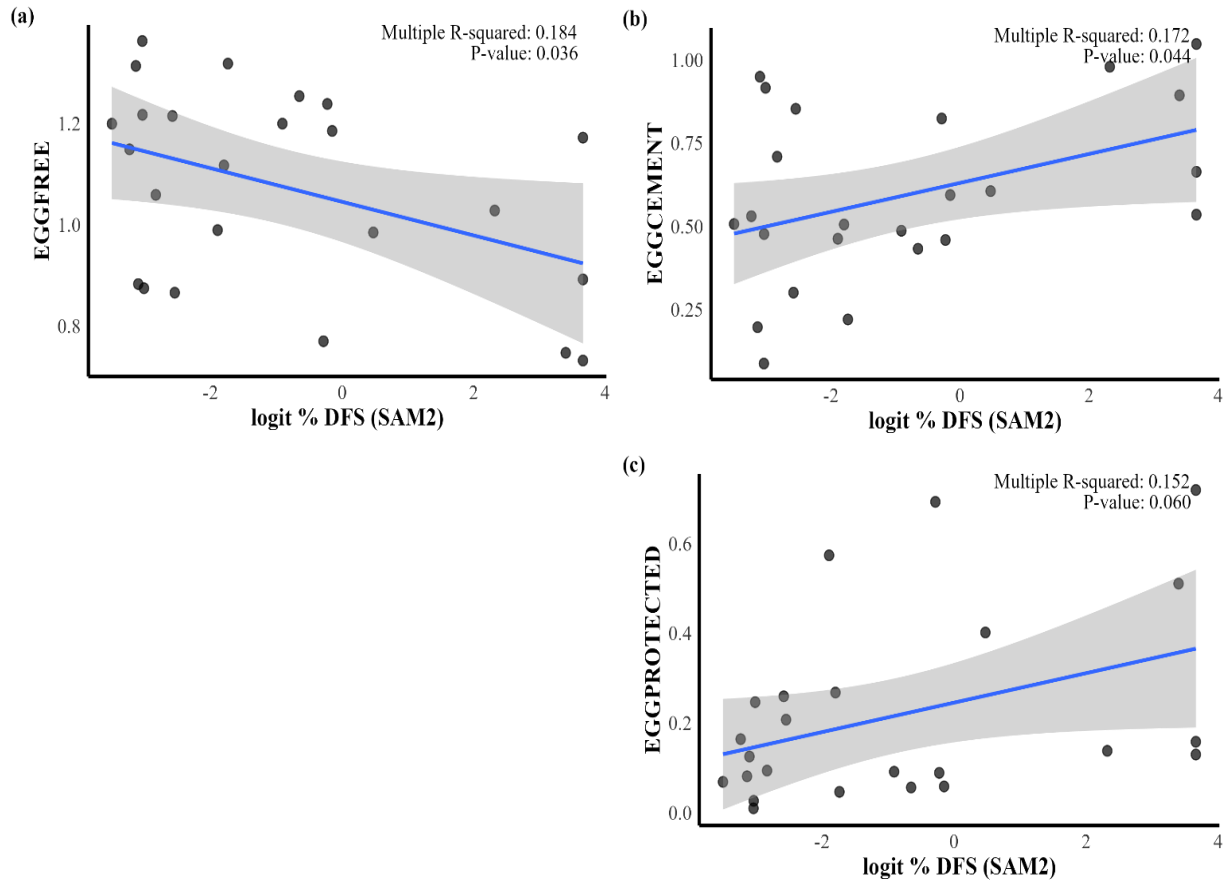 (a)
Multiple R-squared: 0.184
P-value: 0.036
EGGFREE
1.2
1.0
0.8
-2
0
2
4
logit % DFS (SAM2)
(b)
Multiple R-squared: 0.172
P-value: 0.044
EGGCEMENT
1.00
0.75
0.50
0.25
-2
0
2
4
logit % DFS (SAM2)
(c)
Multiple R-squared: 0.152
P-value: 0.060
EGGPROTECTED
0.6
0.4
0.2
0.0
-2
0
2
4
logit % DFS (SAM2)